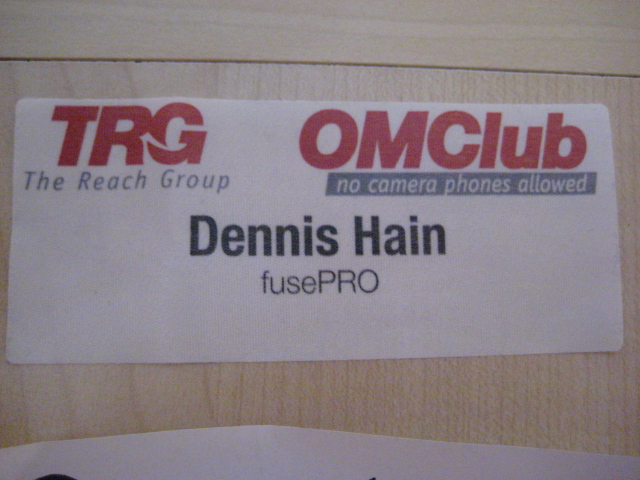 TRG
The Reach Group
OMClub
no camera phones allowed
Dennis Hain
fusePRO